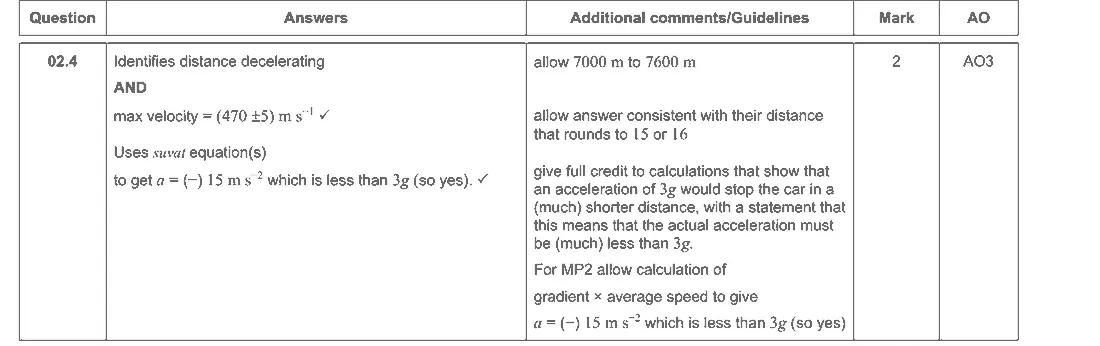 Question Answers Additional comments/Guidelines Mark AO
02.4 Identifies distance decelerating allow 7000 m to 7600 m 2 AO3
AND
max velocity = (470 ±5) m s⁻¹ ✓ allow answer consistent with their distance
that rounds to 15 or 16
Uses suvat equation(s)
to get a = (−) 15 m s⁻² which is less than 3g (so yes). ✓
give full credit to calculations that show that
an acceleration of 3g would stop the car in a
(much) shorter distance, with a statement that
this means that the actual acceleration must
be (much) less than 3g.
For MP2 allow calculation of
gradient × average speed to give
a = (−) 15 m s⁻² which is less than 3g (so yes)